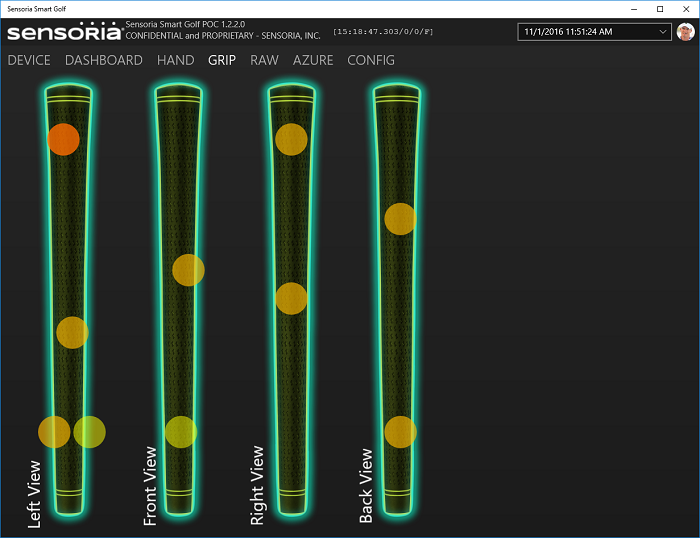 Sensoria Smart Golf
sensoria®
Sensoria Smart Golf POC 1.2.2.0
CONFIDENTIAL and PROPRIETARY - SENSORIA, INC.
[15:18:47.303/0/0/F]
11/1/2016 11:51:24 AM
DEVICE DASHBOARD HAND GRIP RAW AZURE CONFIG
Left View
Front View
Right View
Back View